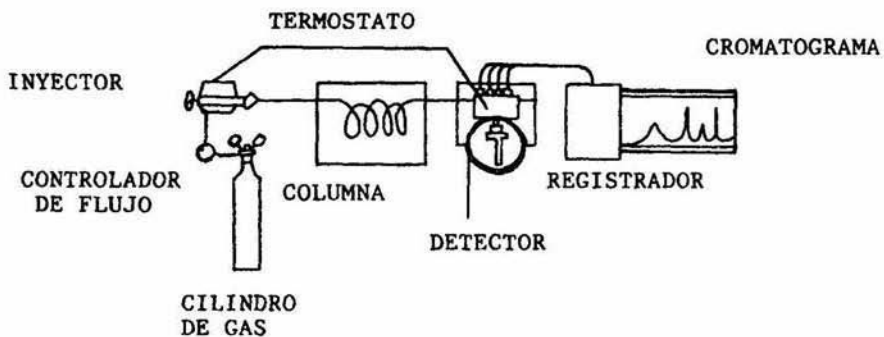 TERMOSTATO
CROMATOGRAMA
INYECTOR
CONTROLADOR
DE FLUJO
COLUMNA
REGISTRADOR
DETECTOR
CILINDRO
DE GAS